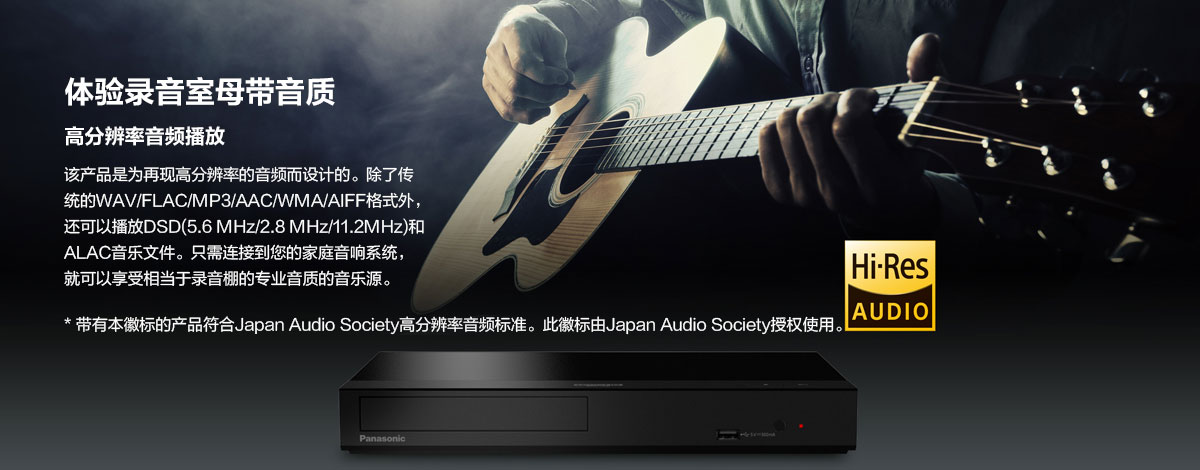 体验录音室母带音质
高分辨率音频播放
该产品是为再现高分辨率的音频而设计的。除了传
统的WAV/FLAC/MP3/AAC/WMA/AIFF格式外，
还可以播放DSD(5.6 MHz/2.8 MHz/11.2MHz)和
ALAC音乐文件。只需连接到您的家庭音响系统，
就可以享受相当于录音棚的专业音质的音乐源。
* 带有本徽标的产品符合Japan Audio Society高分辨率音频标准。此徽标由Japan Audio Society授权使用。
Hi-Res
AUDIO
Panasonic